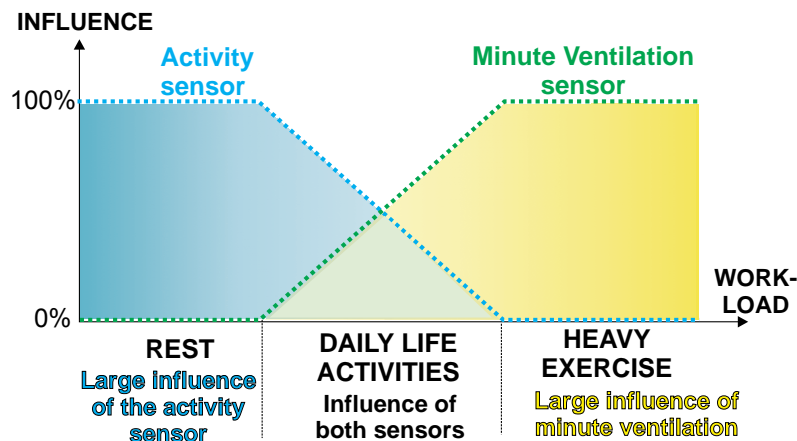 INFLUENCE
Activity
sensor
Minute Ventilation
sensor
100%
0%
WORK-
LOAD
REST
Large influence
of the activity
sensor
DAILY LIFE
ACTIVITIES
Influence of
both sensors
HEAVY
EXERCISE
Large influence of
minute ventilation